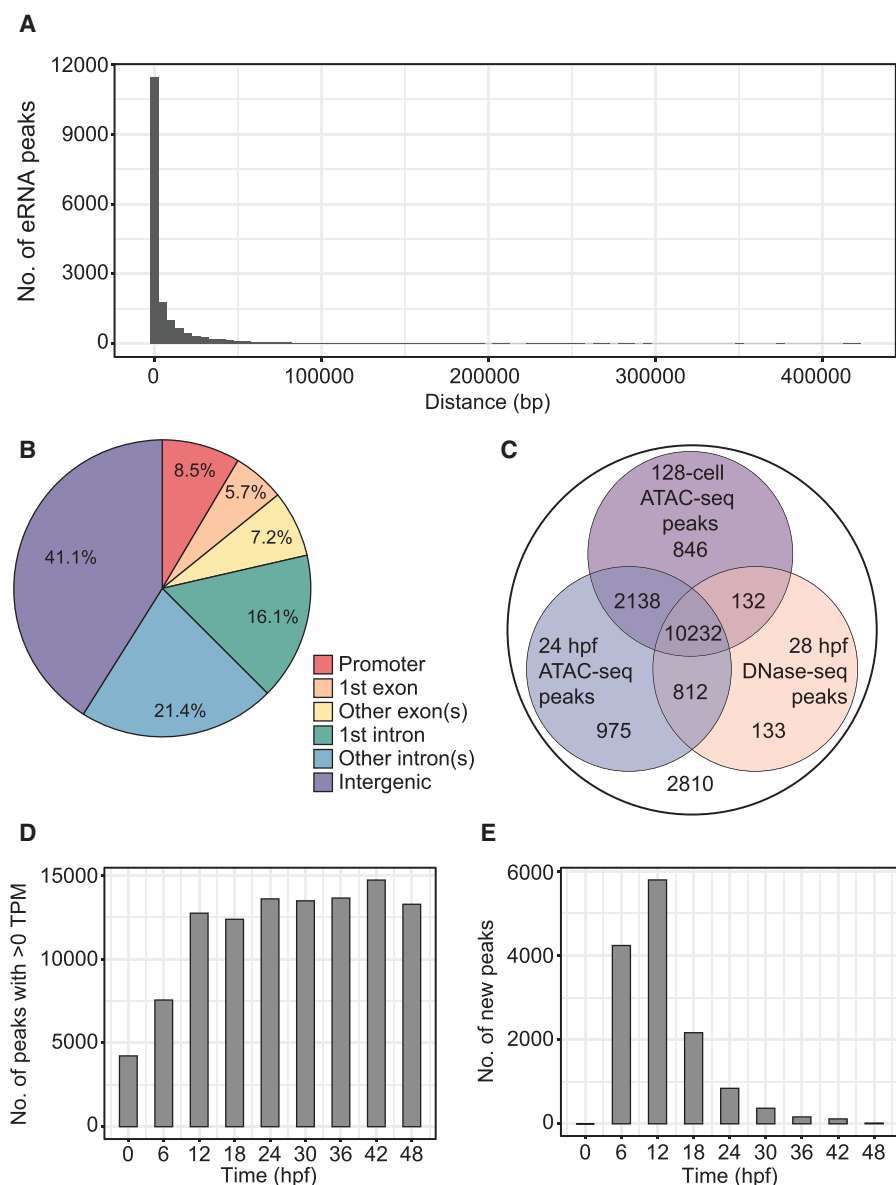 A
12000
9000
6000
3000
0
No. of eRNA peaks
0 100000 200000 300000 400000
Distance (bp)
B
8.5%
5.7%
7.2%
16.1%
21.4%
41.1%
Promoter
1st exon
Other exon(s)
1st intron
Other intron(s)
Intergenic
C
128-cell
ATAC-seq
peaks
846
2138
132
10232
24 hpf
ATAC-seq
peaks
975
812
28 hpf
DNase-seq
peaks
133
2810
D
15000
10000
5000
0
No. of peaks with >0 TPM
0 6 12 18 24 30 36 42 48
Time (hpf)
E
6000
4000
2000
0
No. of new peaks
0 6 12 18 24 30 36 42 48
Time (hpf)